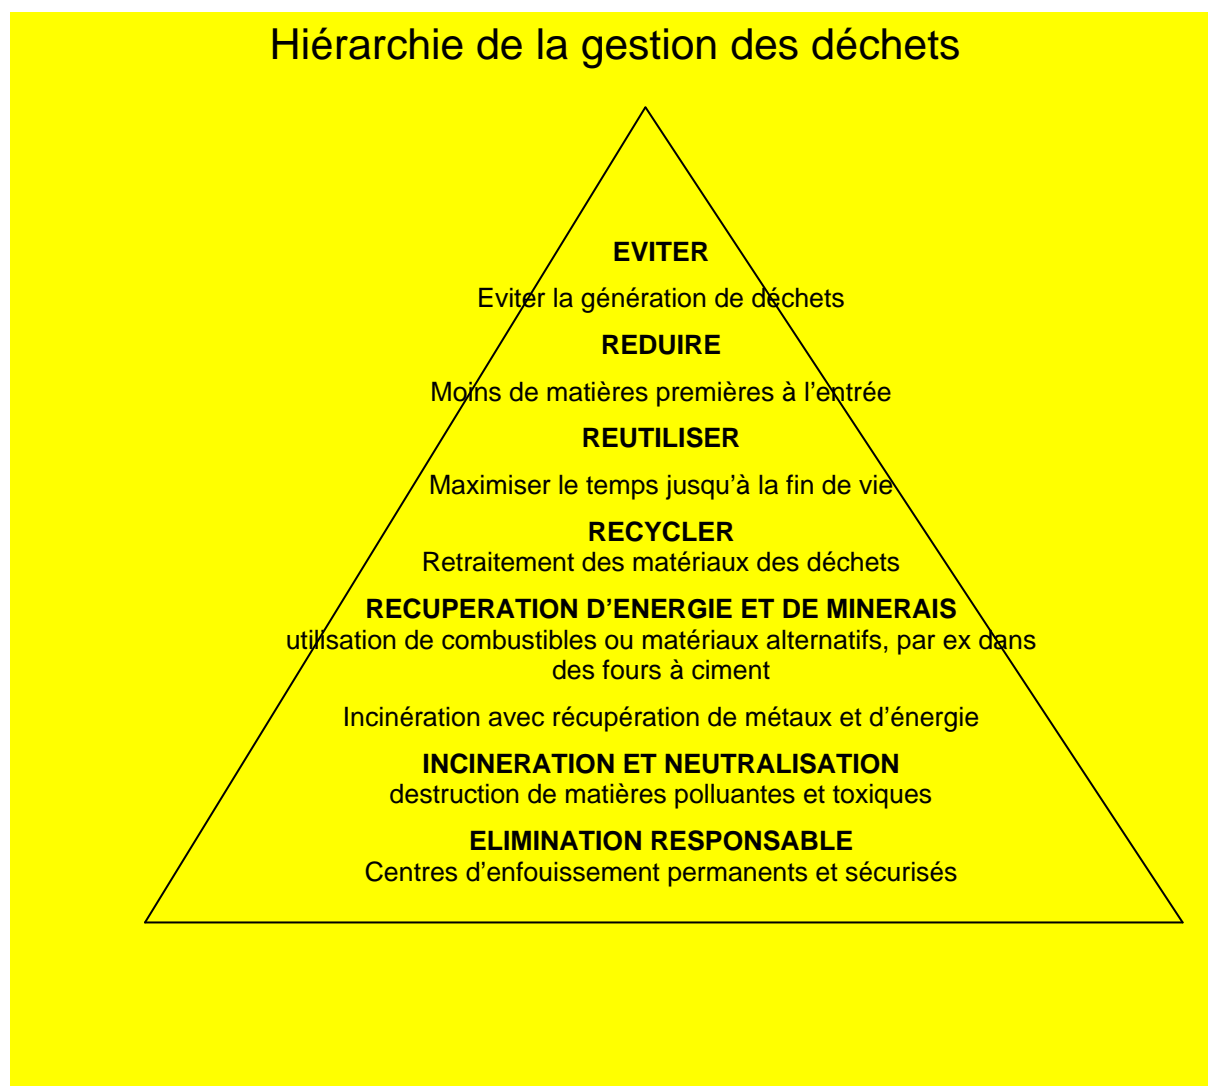 Hiérarchie de la gestion des déchets
EVITER
Eviter la génération de déchets
REDUIRE
Moins de matières premières à l’entrée
REUTILISER
Maximiser le temps jusqu’à la fin de vie
RECYCLER
Retraitement des matériaux des déchets
RECUPERATION D’ENERGIE ET DE MINERAIS
utilisation de combustibles ou matériaux alternatifs, par ex dans
des fours à ciment
Incinération avec récupération de métaux et d’énergie
INCINERATION ET NEUTRALISATION
destruction de matières polluantes et toxiques
ELIMINATION RESPONSABLE
Centres d’enfouissement permanents et sécurisés